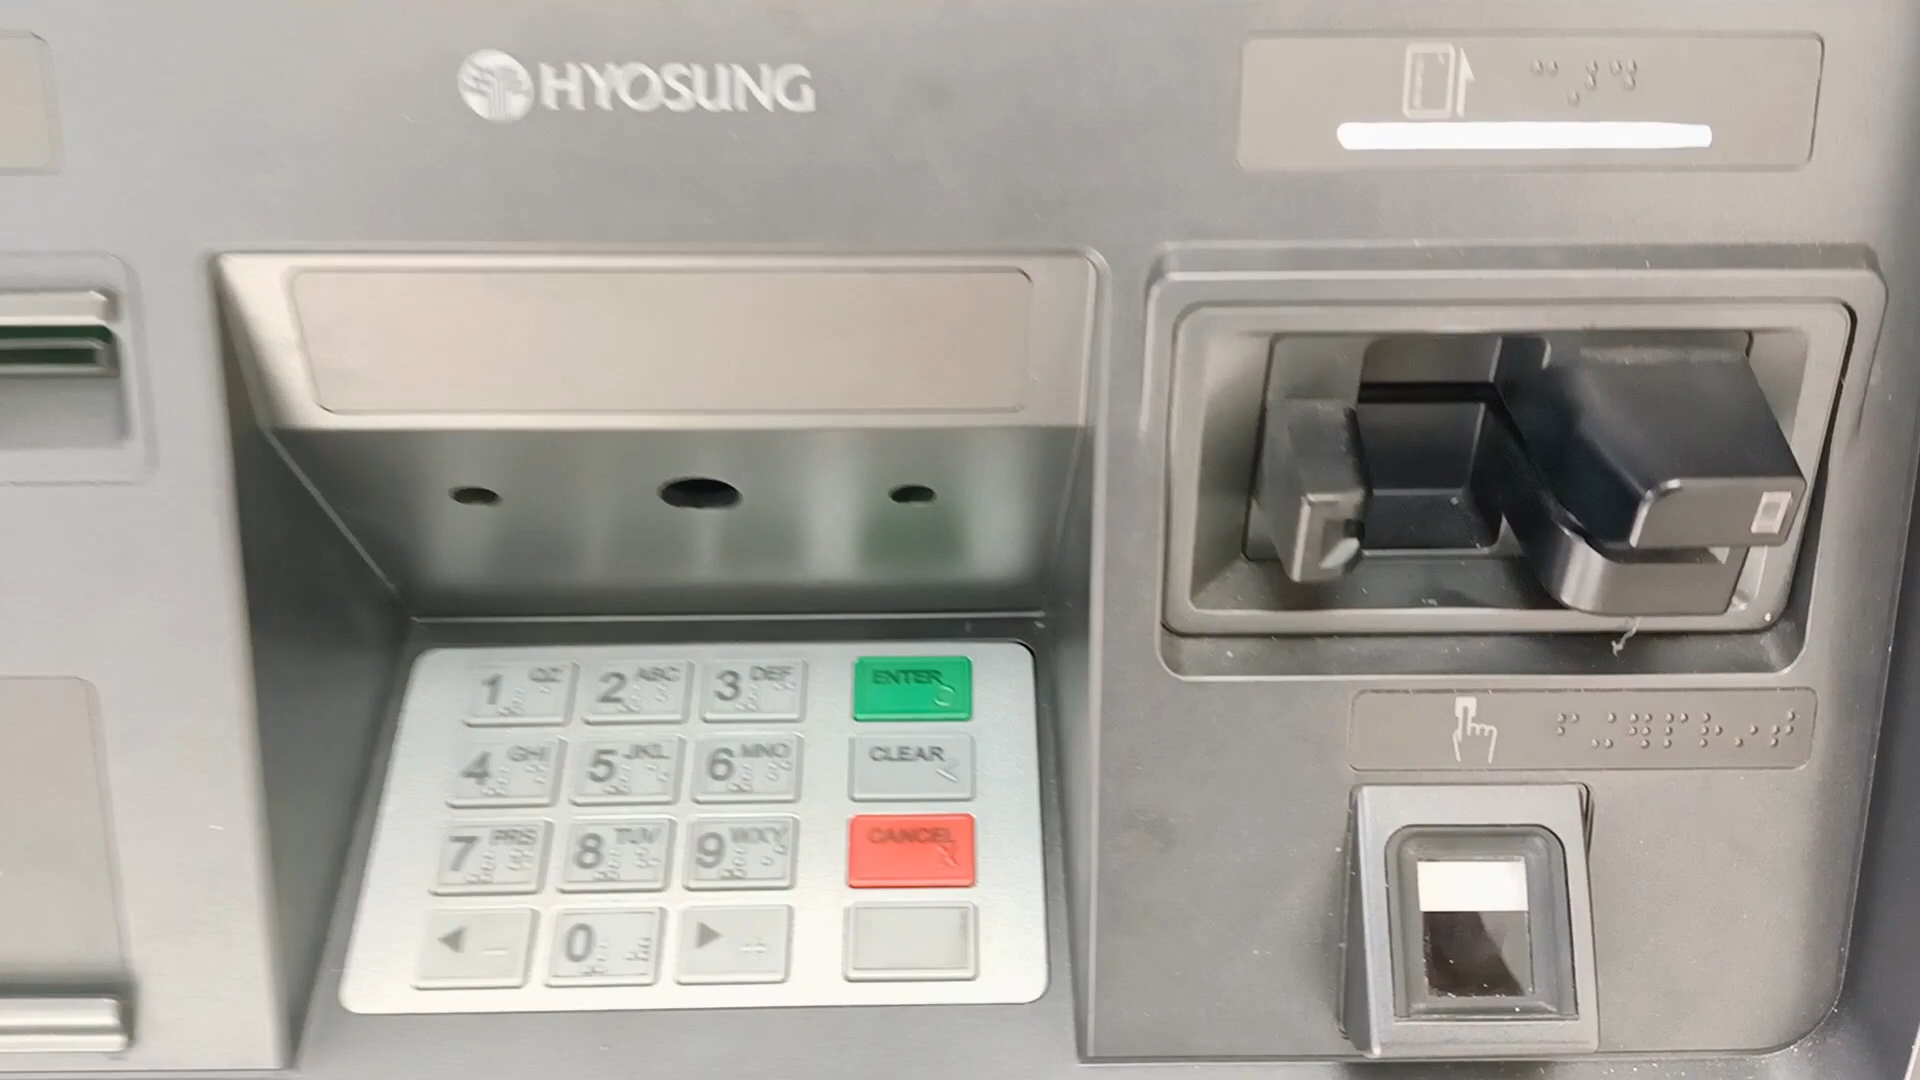 HYOSUNG
1 QZ 2 ABC 3 DEF ENTER
4 GHI 5 JKL 6 MNO CLEAR
7 PRS 8 TUV 9 WXY CANCEL
- 0 +